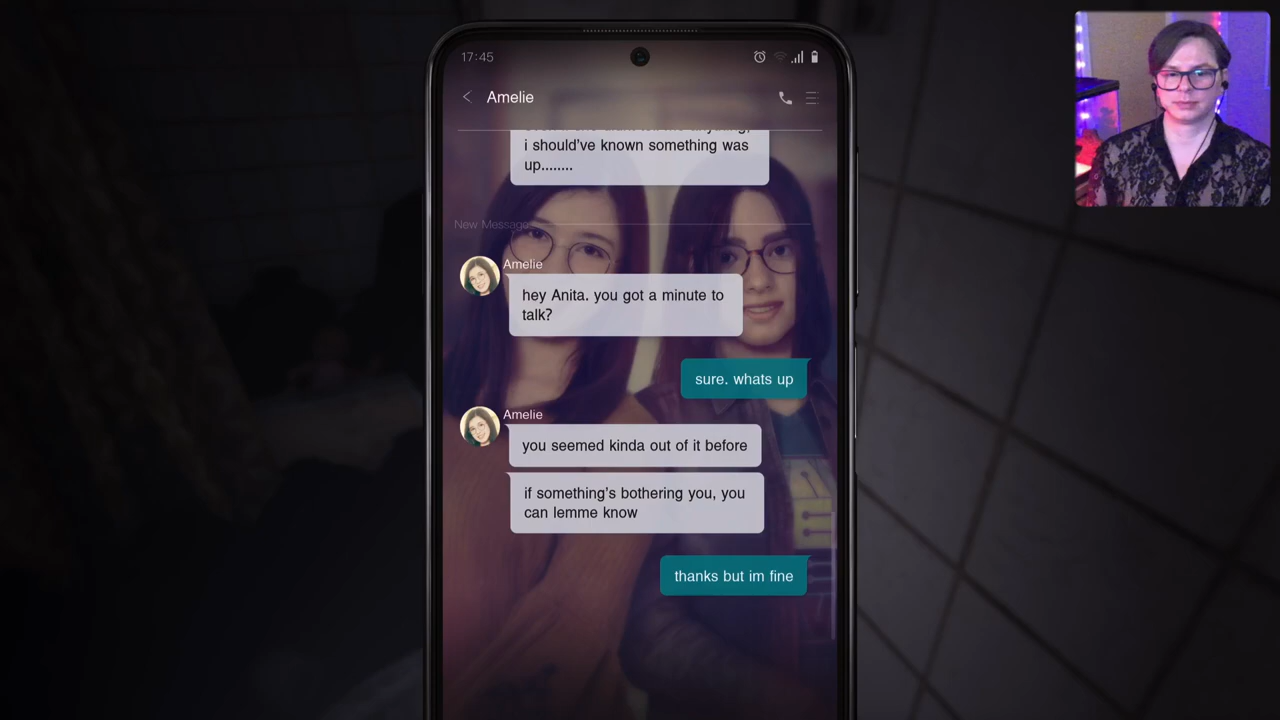 17:45
Amelie
i should've known something was
up........
New Message
Amelie
hey Anita. you got a minute to
talk?
sure. whats up
Amelie
you seemed kinda out of it before
if something's bothering you, you
can lemme know
thanks but im fine